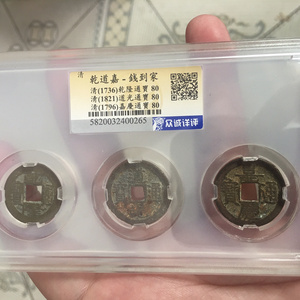 清
乾道嘉-錢到家
清(1736)乾隆通寶 80
清(1821)道光通寶 80
清(1796)嘉慶通寶 80
5820032400265
众诚详评